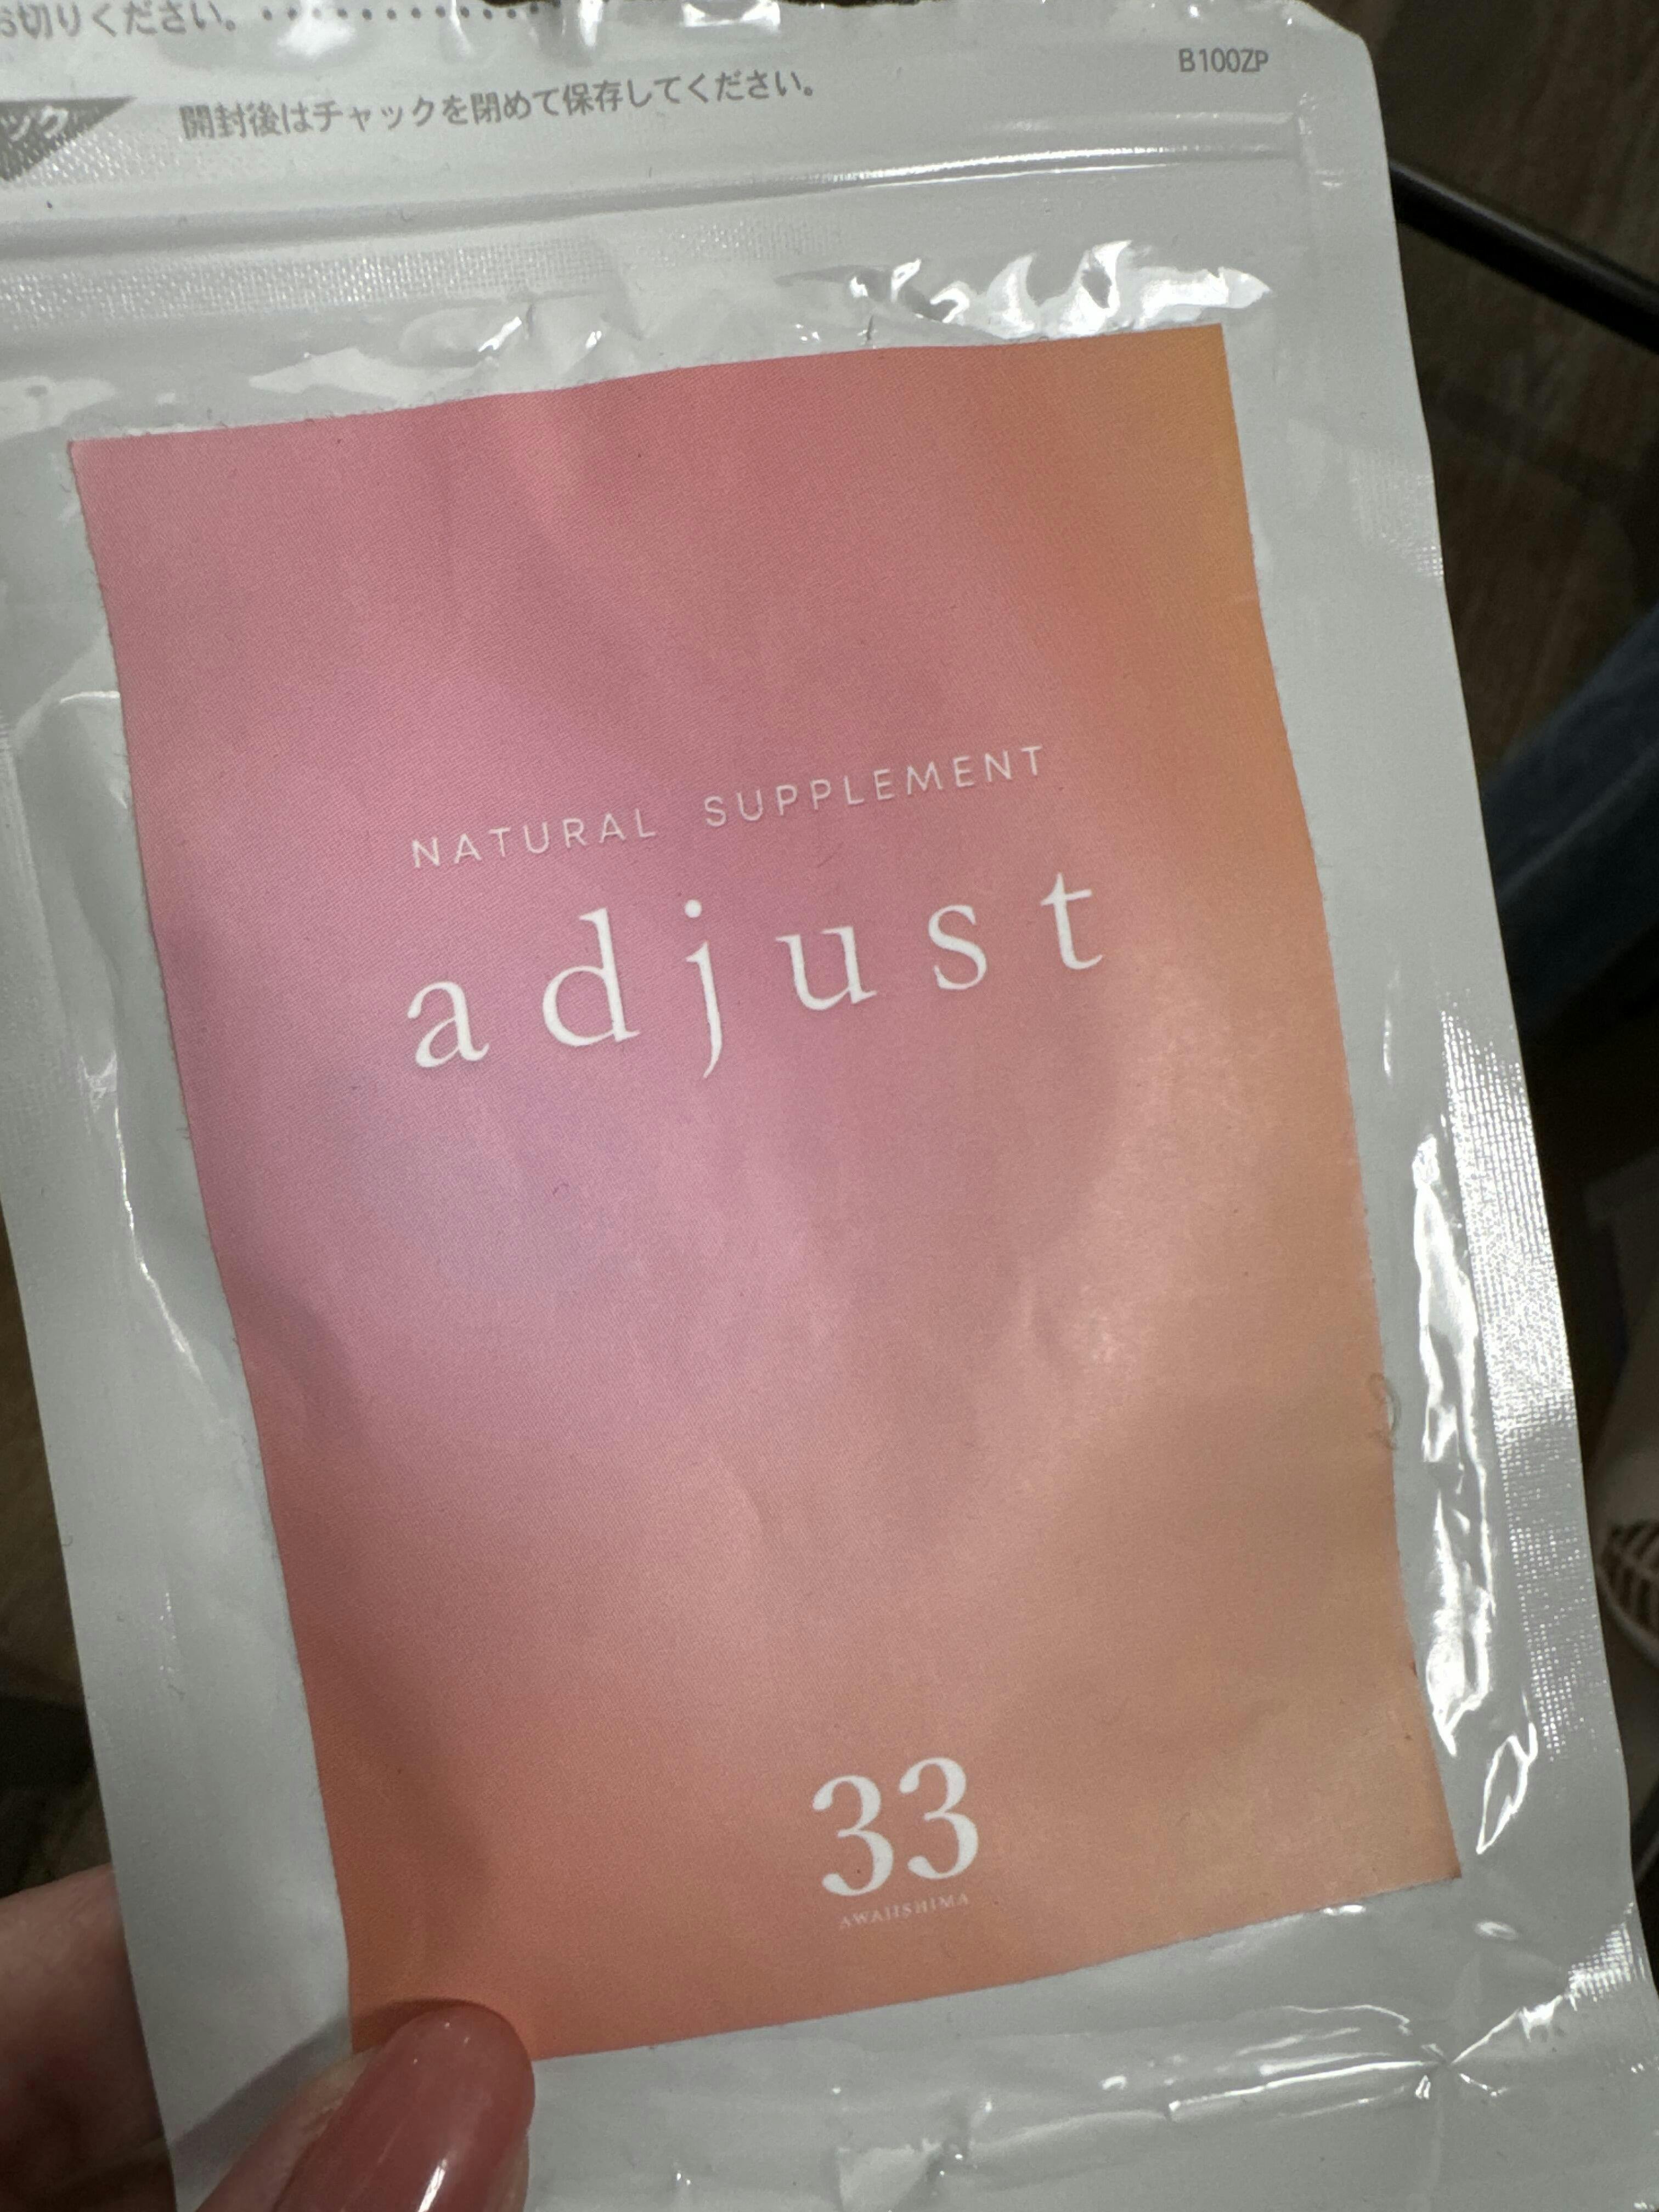 お切りください。
B100ZP
開封後はチャックを閉めて保存してください。
NATURAL SUPPLEMENT
adjust
33
AWAJISHIMA